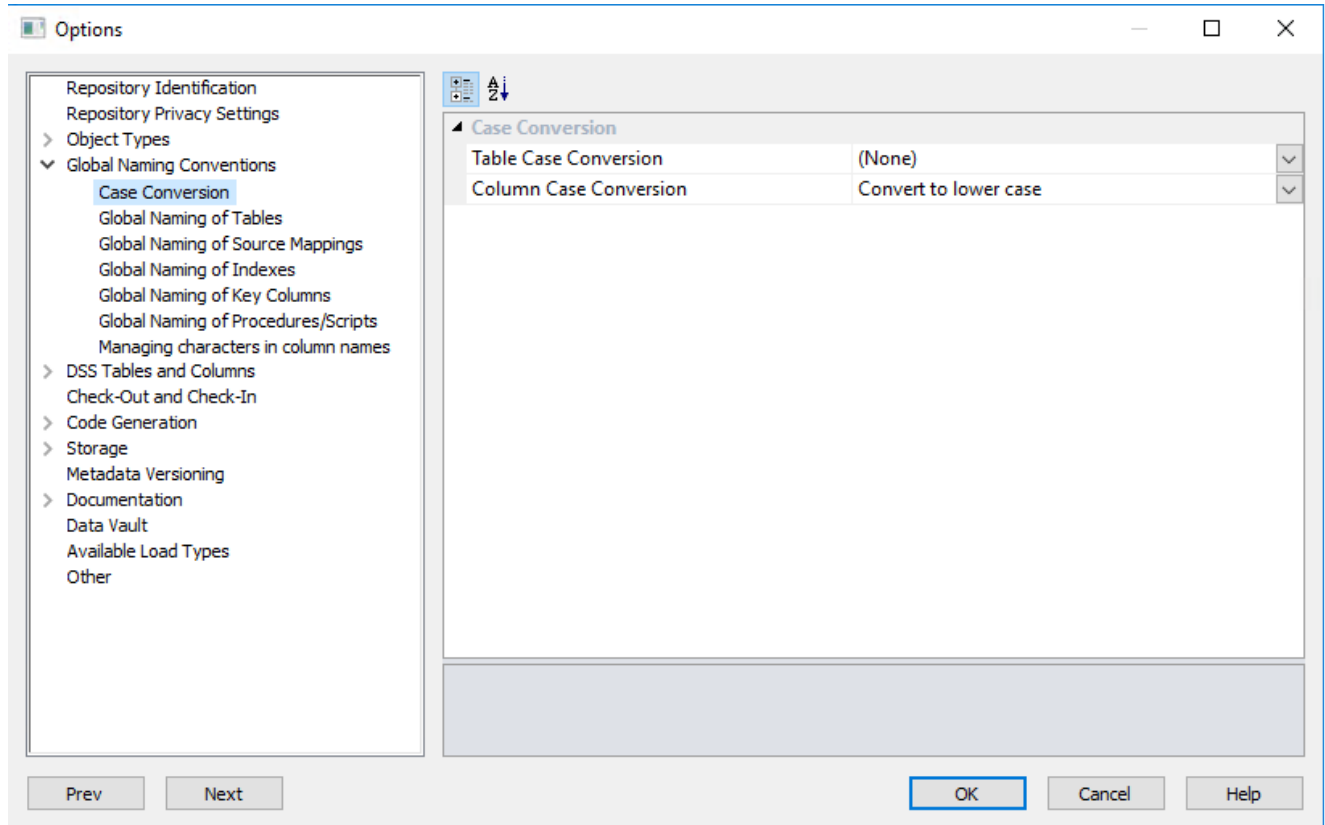 Options
Repository Identification
Repository Privacy Settings
Object Types
Global Naming Conventions
Case Conversion
Global Naming of Tables
Global Naming of Source Mappings
Global Naming of Indexes
Global Naming of Key Columns
Global Naming of Procedures/Scripts
Managing characters in column names
DSS Tables and Columns
Check-Out and Check-In
Code Generation
Storage
Metadata Versioning
Documentation
Data Vault
Available Load Types
Other
A Z
Case Conversion
Table Case Conversion (None)
Column Case Conversion Convert to lower case
Prev Next OK Cancel Help